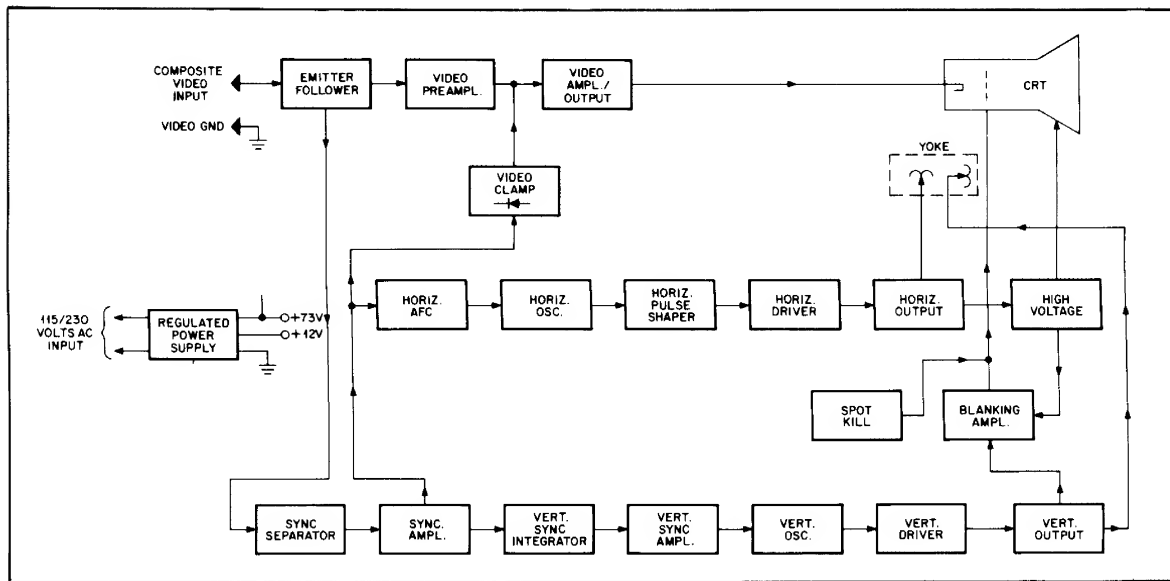 COMPOSITE
VIDEO
INPUT
EMITTER
FOLLOWER
VIDEO
PREAMPL.
VIDEO
AMPL./
OUTPUT
CRT
VIDEO GND
YOKE
VIDEO
CLAMP
115/230
VOLTS AC
INPUT
REGULATED
POWER
SUPPLY
+73V
+12V
HORIZ.
AFC
HORIZ.
OSC.
HORIZ.
PULSE
SHAPER
HORIZ.
DRIVER
HORIZ.
OUTPUT
HIGH
VOLTAGE
SPOT
KILL
BLANKING
AMPL.
SYNC
SEPARATOR
SYNC.
AMPL.
VERT.
SYNC
INTEGRATOR
VERT.
SYNC
AMPL.
VERT.
OSC.
VERT.
DRIVER
VERT.
OUTPUT